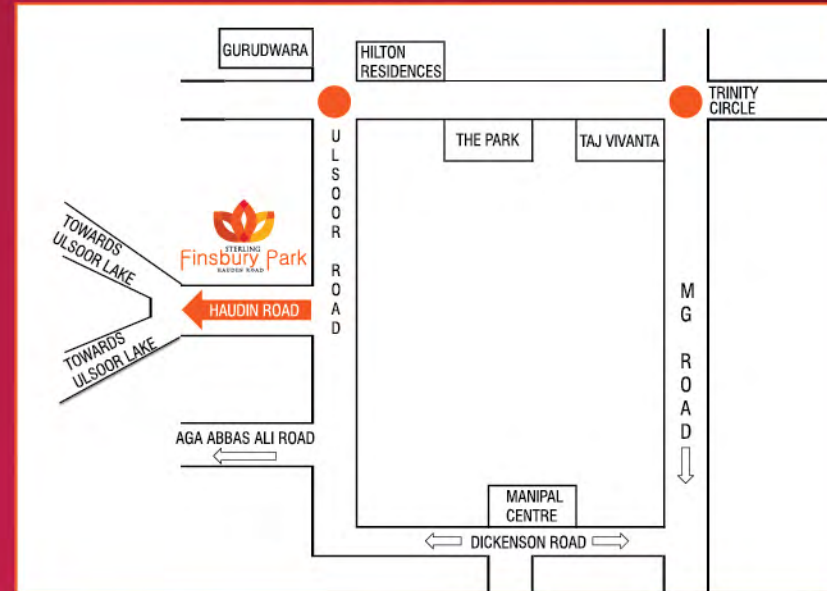 GURUDWARA
HILTON
RESIDENCES
TRINITY
CIRCLE
THE PARK
TAJ VIVANTA
ULSOOR ROAD
STERLING
Finsbury Park
HAUDIN ROAD
TOWARDS
ULSOOR LAKE
HAUDIN ROAD
TOWARDS
ULSOOR LAKE
MG ROAD
AGA ABBAS ALI ROAD
MANIPAL
CENTRE
DICKENSON ROAD